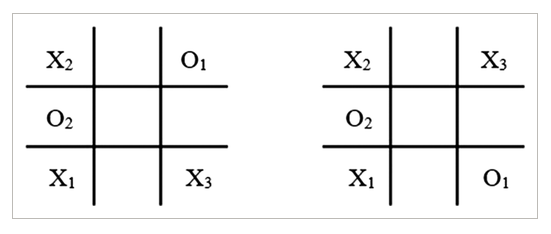 X₂ O₁ X₂ X₃
O₂ O₂
X₁ X₃ X₁ O₁